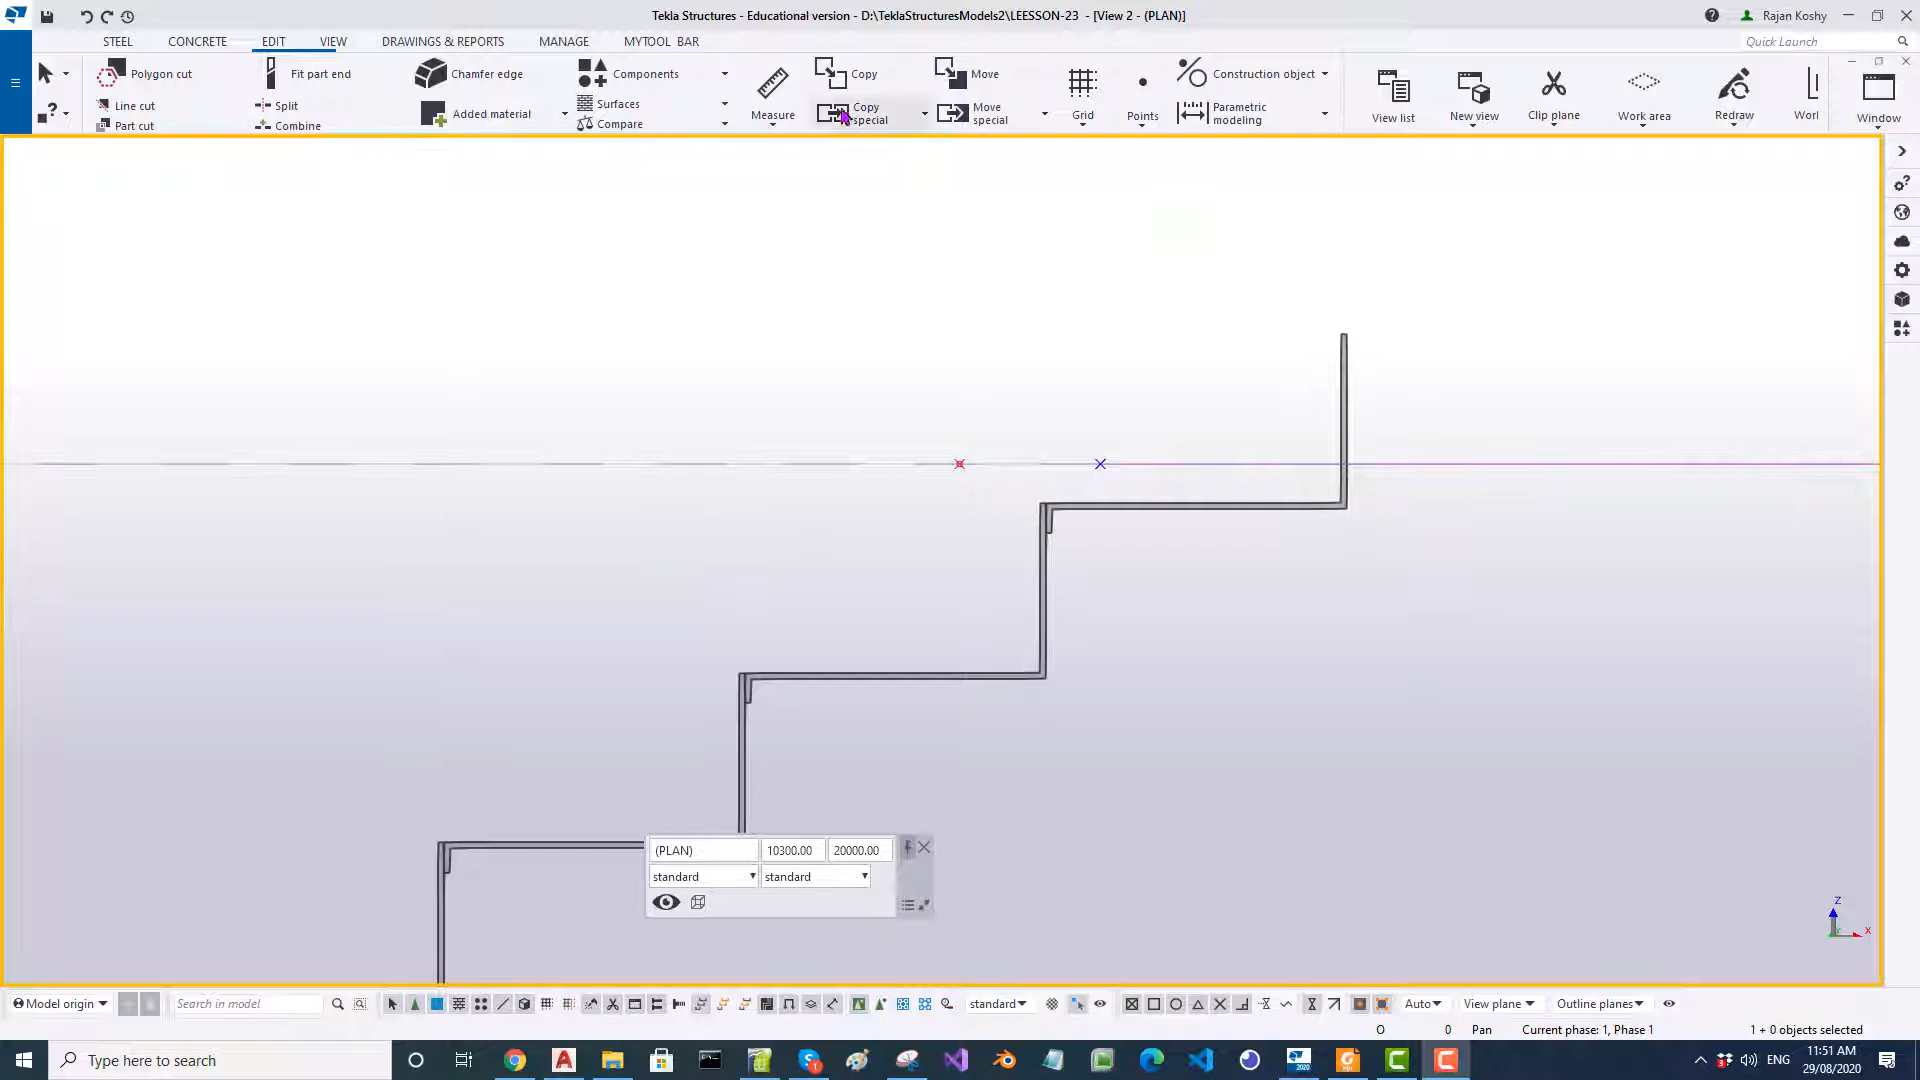 Tekla Structures - Educational version - D:\TeklaStructuresModels2\LEESSON-23 - [View 2 - (PLAN)]
Rajan Koshy
STEEL CONCRETE EDIT VIEW DRAWINGS & REPORTS MANAGE MYTOOL BAR
Quick Launch
Polygon cut
Line cut
Part cut
Fit part end
Split
Combine
Chamfer edge
Added material
Components
Surfaces
Compare
Measure
Copy
Copy special
Move
Move special
Grid
Points
Construction object
Parametric modeling
View list
New view
Clip plane
Work area
Redraw
Worl
Window
(PLAN) 10300.00 20000.00
standard standard
Z
x
Model origin Search in model standard Auto View plane Outline planes
O 0 Pan Current phase: 1, Phase 1 1 + 0 objects selected
Type here to search
ENG
11:51 AM
29/08/2020